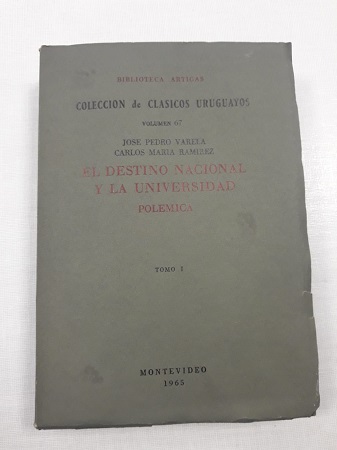 BIBLIOTECA ARTIGAS
COLECCION de CLASICOS URUGUAYOS
VOLUMEN 67
JOSE PEDRO VARELA
CARLOS MARIA RAMIREZ
EL DESTINO NACIONAL
Y LA UNIVERSIDAD
POLEMICA
TOMO I
MONTEVIDEO
1965